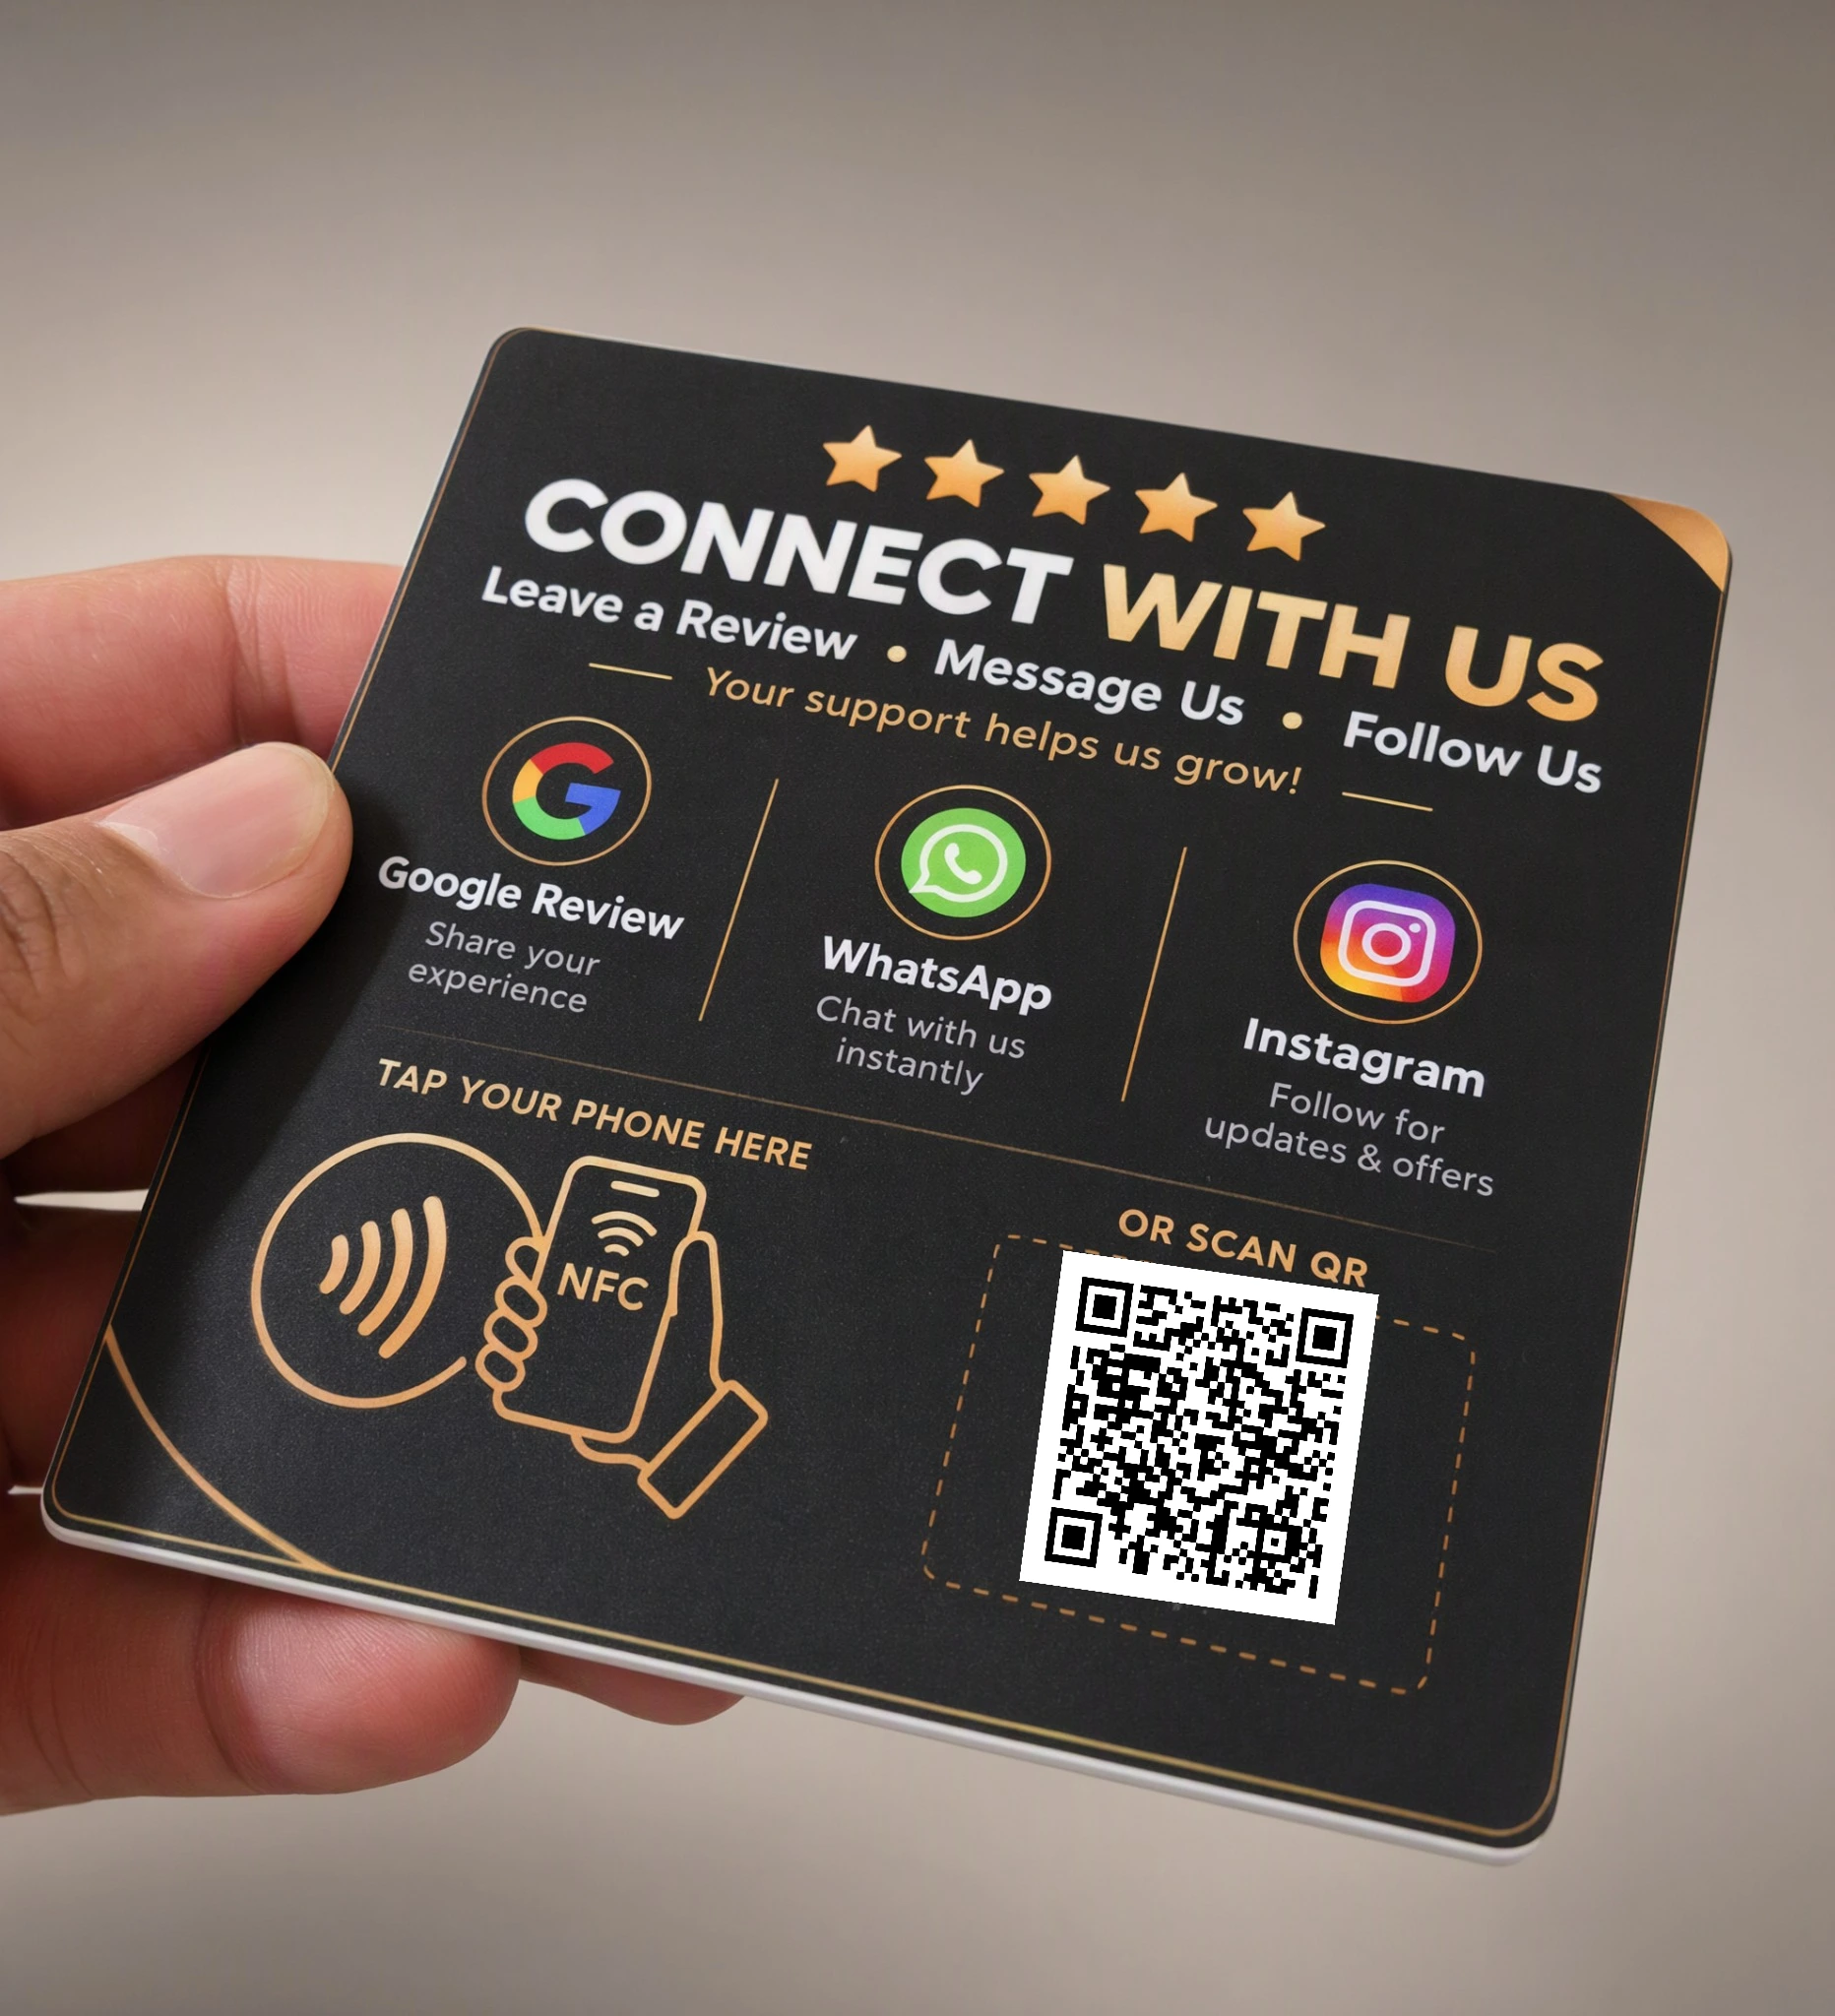 CONNECT WITH US
Leave a Review • Message Us • Follow Us
Your support helps us grow!
Google Review
Share your
experience
WhatsApp
Chat with us
instantly
Instagram
Follow for
updates & offers
TAP YOUR PHONE HERE
NFC
OR SCAN QR